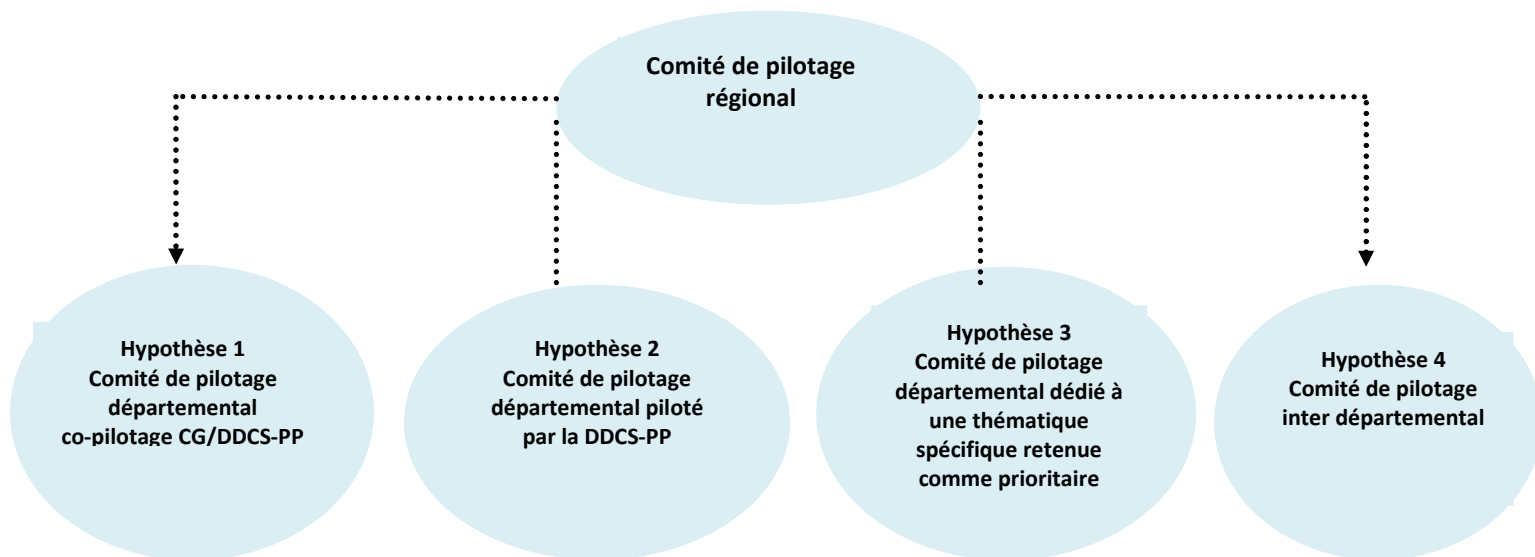 Comité de pilotage
régional
Hypothèse 1
Comité de pilotage
départemental
co-pilotage CG/DDCS-PP
Hypothèse 2
Comité de pilotage
départemental piloté
par la DDCS-PP
Hypothèse 3
Comité de pilotage
départemental dédié à
une thématique
spécifique retenue
comme prioritaire
Hypothèse 4
Comité de pilotage
inter départemental